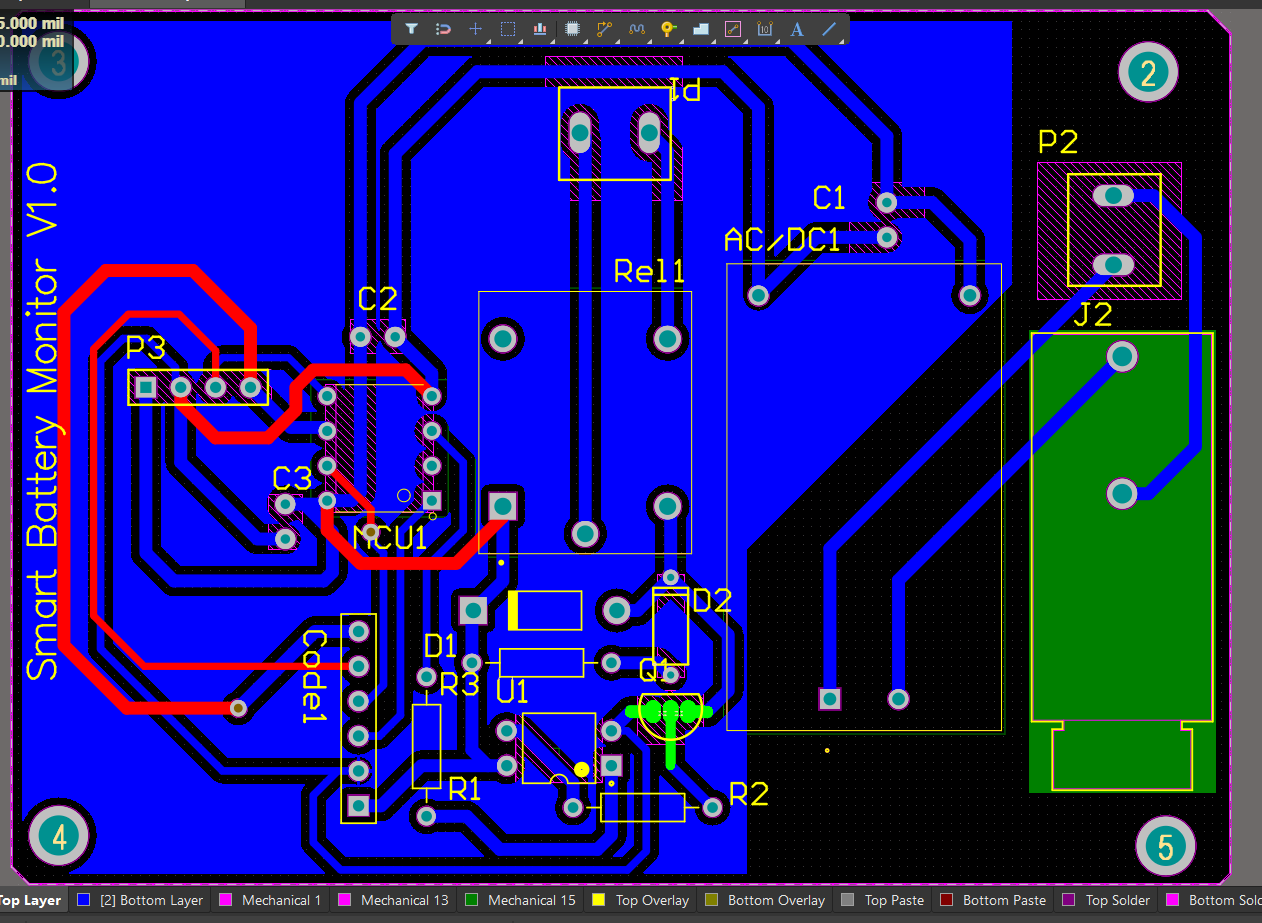 5.000 mil
0.000 mil
mil
3
2
P1
P2
C1
AC/DC1
Rel1
J2
C2
P3
C3
MCU1
Smart Battery Monitor V1.0
D2
D1
Q1
R3
U1
Code1
R1
R2
4
5
Top Layer
[2] Bottom Layer
Mechanical 1
Mechanical 13
Mechanical 15
Top Overlay
Bottom Overlay
Top Paste
Bottom Paste
Top Solder
Bottom Solc